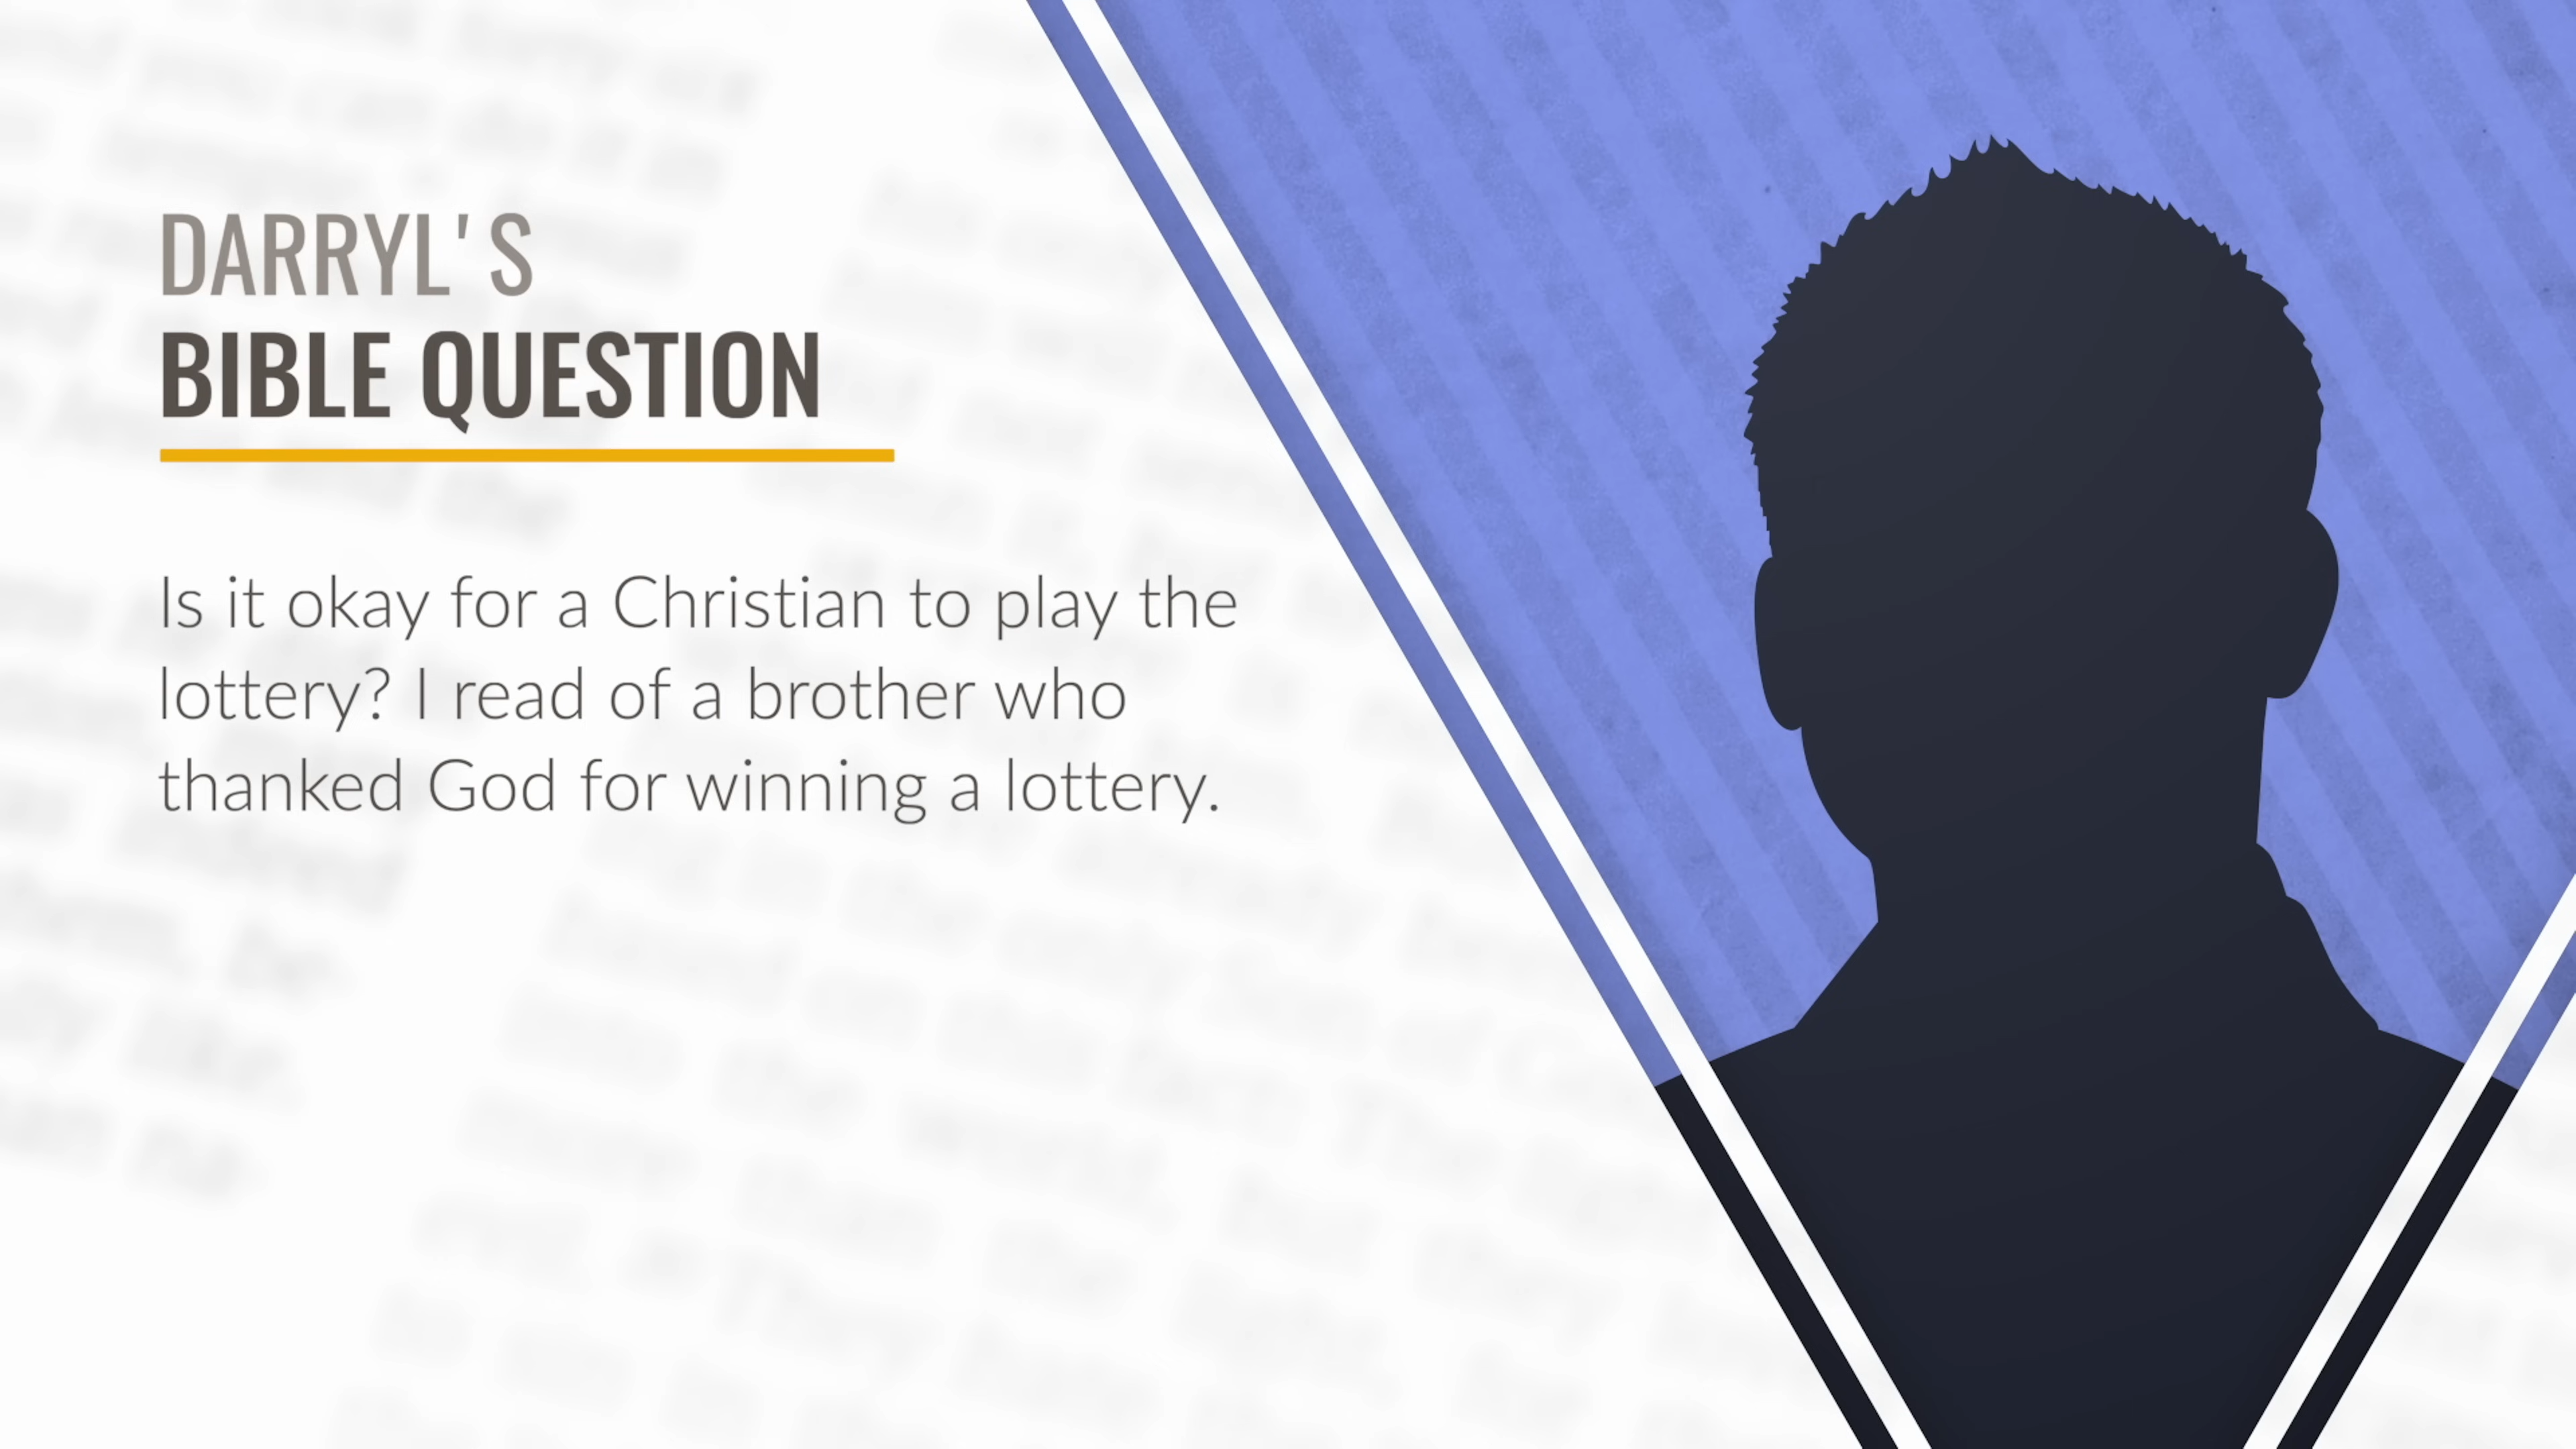 DARRYL'S
BIBLE QUESTION
Is it okay for a Christian to play the
lottery? I read of a brother who
thanked God for winning a lottery.